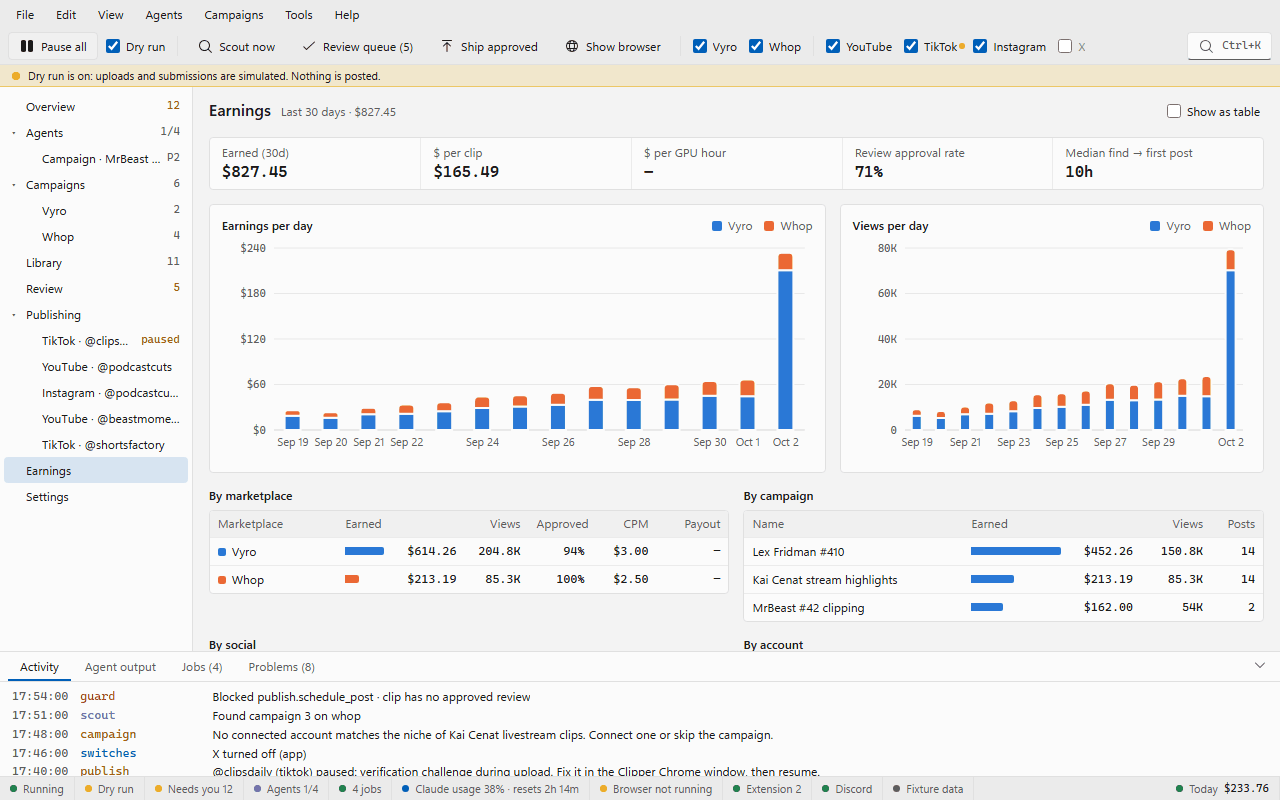 File Edit View Agents Campaigns Tools Help
Pause all Dry run Scout now Review queue (5) Ship approved Show browser Vyro Whop YouTube TikTok Instagram X Ctrl+K
Dry run is on: uploads and submissions are simulated. Nothing is posted.
Overview 12
Agents 1/4
Campaign · MrBeast ... P2
Campaigns 6
Vyro 2
Whop 4
Library 11
Review 5
Publishing
TikTok · @clips... paused
YouTube · @podcastcuts
Instagram · @podcastcu...
YouTube · @beastmome...
TikTok · @shortsfactory
Earnings
Settings
Earnings Last 30 days · $827.45 Show as table
Earned (30d) $ per clip $ per GPU hour Review approval rate Median find → first post
$827.45 $165.49 — 71% 10h
Earnings per day Vyro Whop
$240
$180
$120
$60
$0
Sep 19 Sep 20 Sep 21 Sep 22 Sep 24 Sep 26 Sep 28 Sep 30 Oct 1 Oct 2
Views per day Vyro Whop
80K
60K
40K
20K
0
Sep 19 Sep 21 Sep 23 Sep 25 Sep 27 Sep 29 Oct 2
By marketplace
Marketplace Earned Views Approved CPM Payout
Vyro $614.26 204.8K 94% $3.00 —
Whop $213.19 85.3K 100% $2.50 —
By campaign
Name Earned Views Posts
Lex Fridman #410 $452.26 150.8K 14
Kai Cenat stream highlights $213.19 85.3K 14
MrBeast #42 clipping $162.00 54K 2
By social By account
Activity Agent output Jobs (4) Problems (8)
17:54:00 guard Blocked publish.schedule_post · clip has no approved review
17:51:00 scout Found campaign 3 on whop
17:48:00 campaign No connected account matches the niche of Kai Cenat livestream clips. Connect one or skip the campaign.
17:46:00 switches X turned off (app)
17:40:00 publish @clipsdaily (tiktok) paused: verification challenge during upload. Fix it in the Clipper Chrome window, then resume.
Running Dry run Needs you 12 Agents 1/4 4 jobs Claude usage 38% · resets 2h 14m Browser not running Extension 2 Discord Fixture data Today $233.76